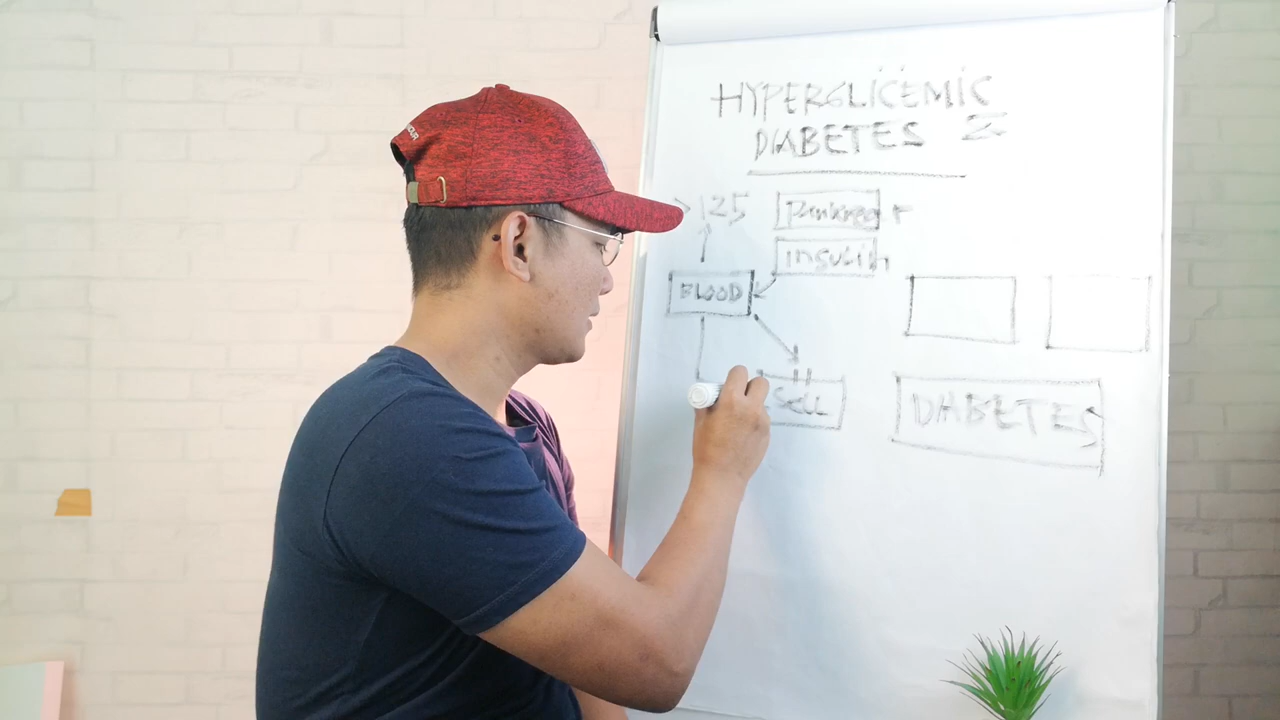 HYPERGLICEMIC
DIABETES 2
>125
Pankreas
insulin
BLOOD
Sell
DIABETES